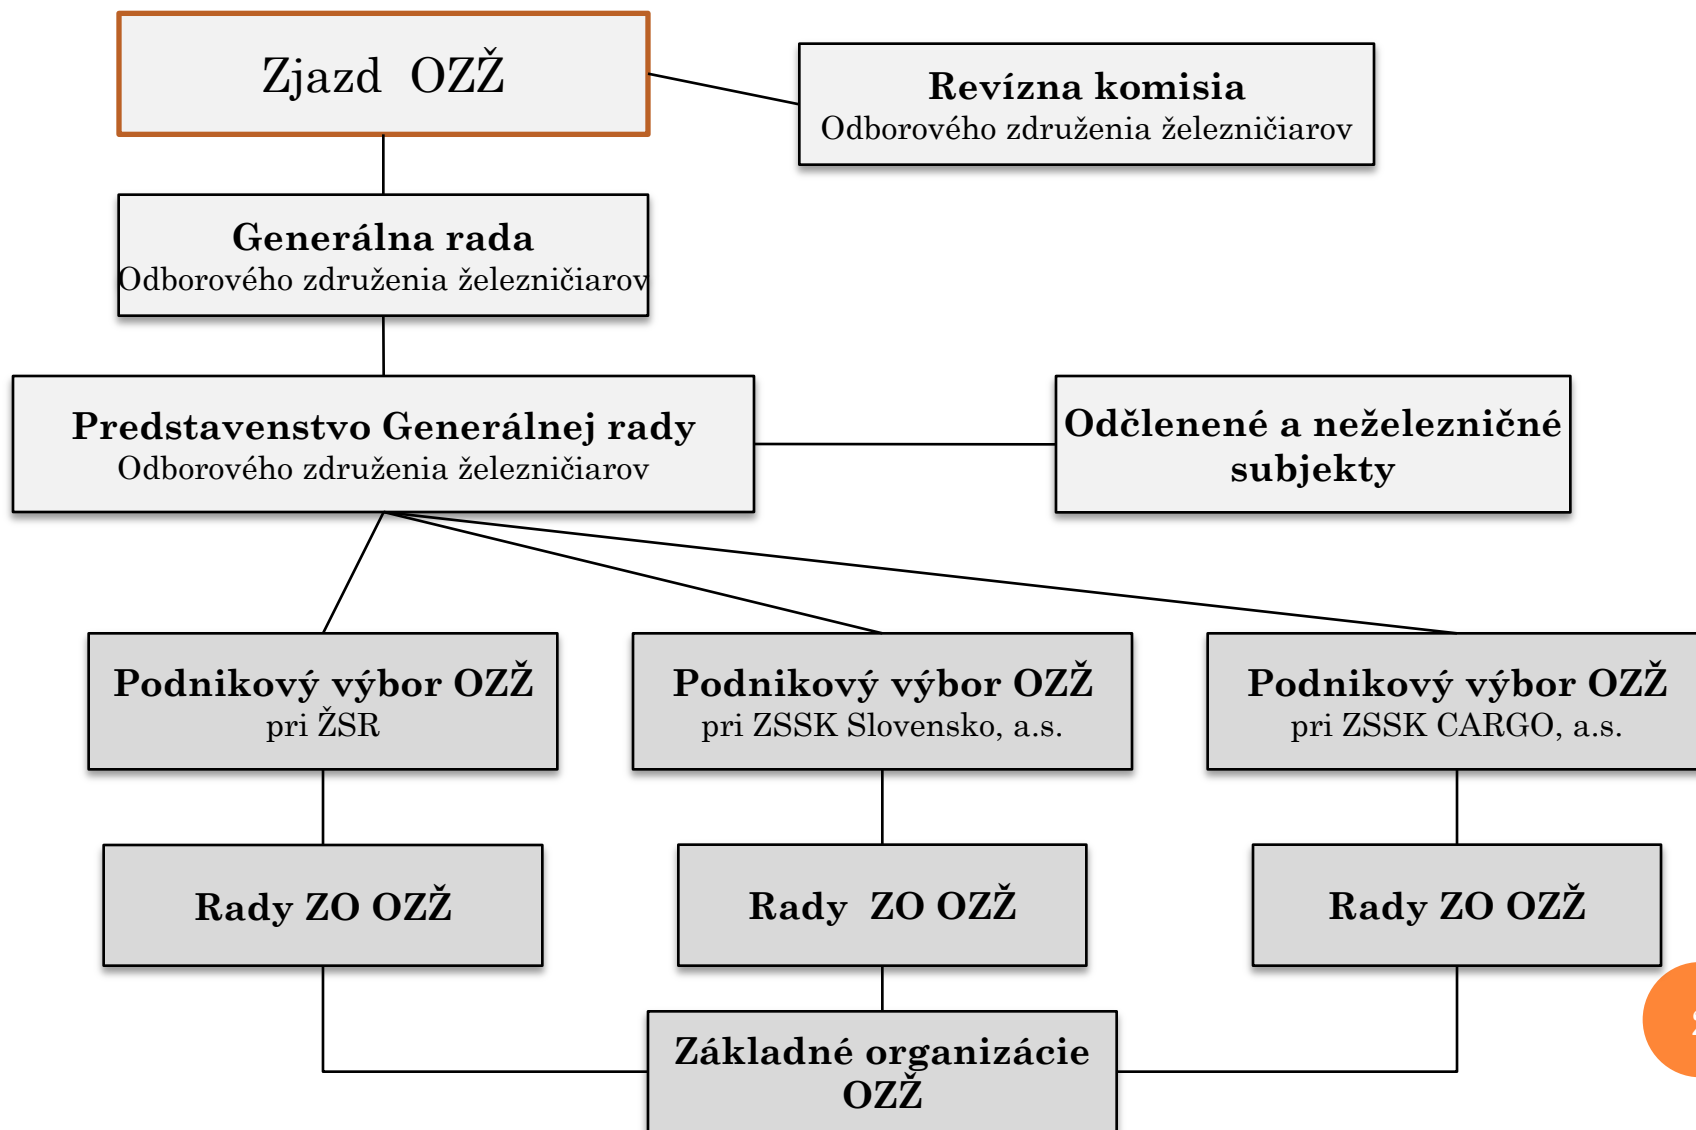 Zjazd OZŽ
Revízna komisia
Odborového združenia železničiarov
Generálna rada
Odborového združenia železničiarov
Predstavenstvo Generálnej rady
Odborového združenia železničiarov
Odčlenené a neželezničné
subjekty
Podnikový výbor OZŽ
pri ŽSR
Podnikový výbor OZŽ
pri ZSSK Slovensko, a.s.
Podnikový výbor OZŽ
pri ZSSK CARGO, a.s.
Rady ZO OZŽ
Rady ZO OZŽ
Rady ZO OZŽ
Základné organizácie
OZŽ